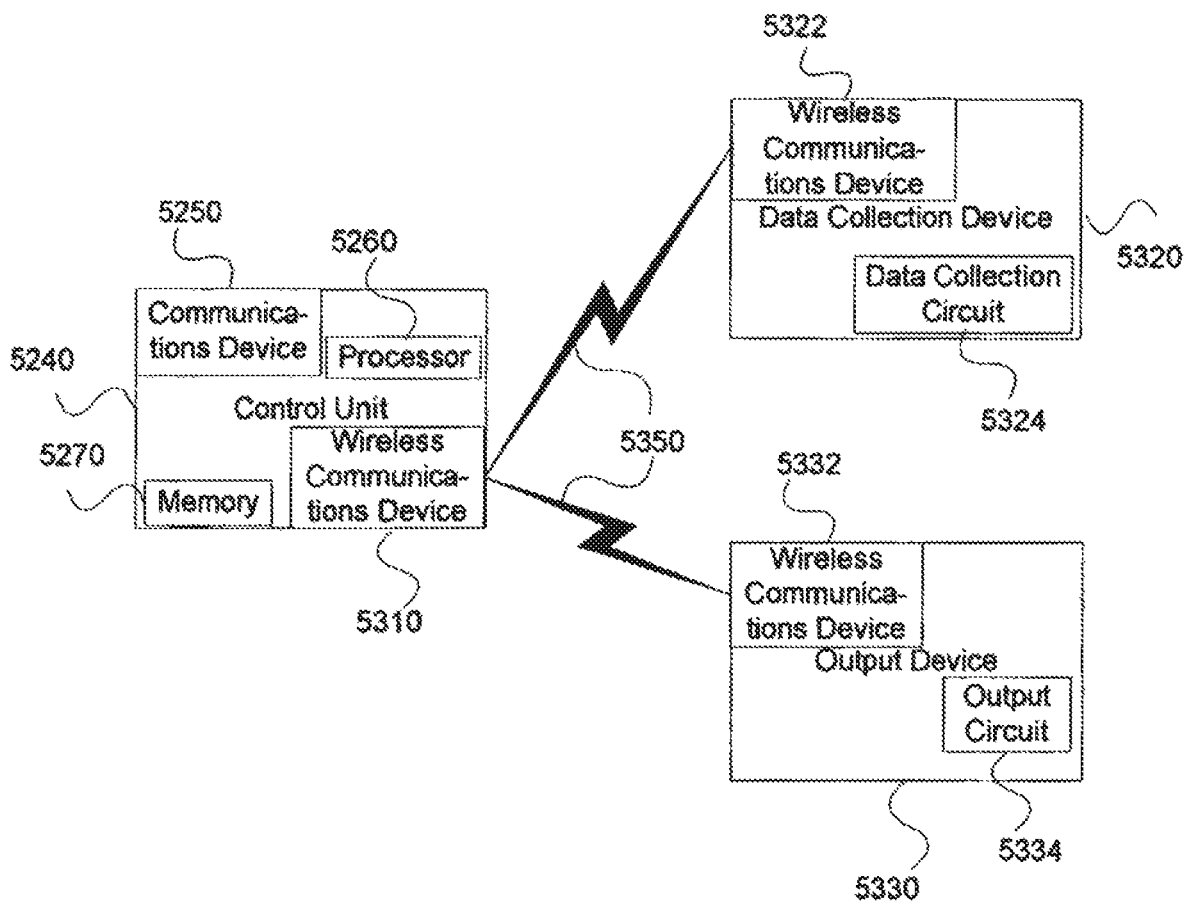 5322
Wireless
Communica-
tions Device
Data Collection Device
5320
Data Collection
Circuit
5324
5250
5260
Communica-
tions Device
Processor
5240
Control Unit
5270
Memory
Wireless
Communica-
tions Device
5310
5350
5332
Wireless
Communica-
tions Device
Output Device
Output
Circuit
5334
5330